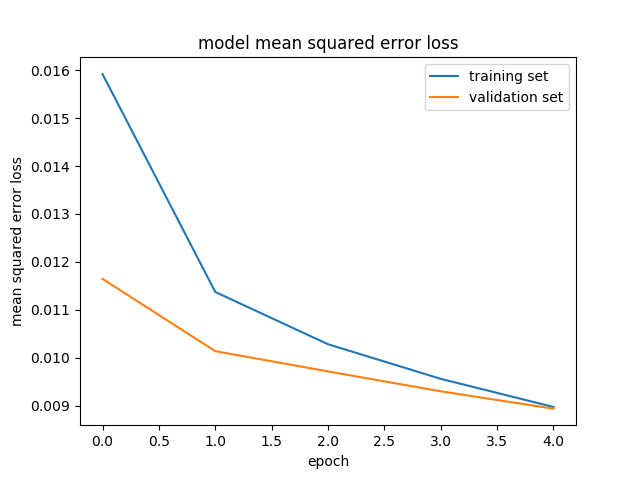 model mean squared error loss
training set
validation set
0.016
0.015
0.014
0.013
0.012
0.011
0.010
0.009
mean squared error loss
0.0 0.5 1.0 1.5 2.0 2.5 3.0 3.5 4.0
epoch